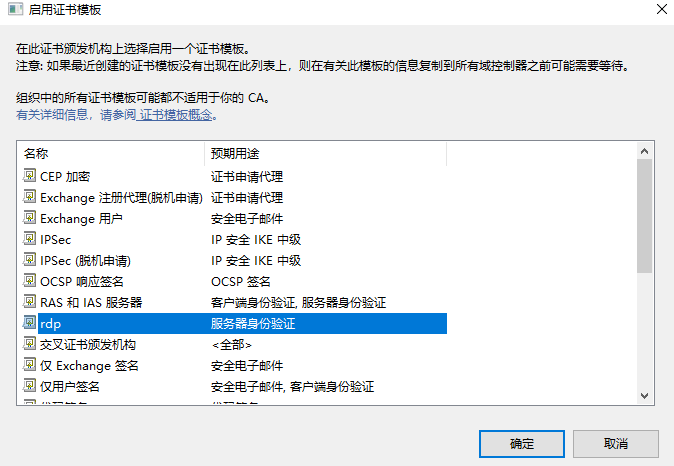 启用证书模板
在此证书颁发机构上选择启用一个证书模板。
注意: 如果最近创建的证书模板没有出现在此列表上，则在有关此模板的信息复制到所有域控制器之前可能需要等待。
组织中的所有证书模板可能都不适用于你的 CA。
有关详细信息，请参阅 证书模板概念。
名称 预期用途
CEP 加密 证书申请代理
Exchange 注册代理(脱机申请) 证书申请代理
Exchange 用户 安全电子邮件
IPSec IP 安全 IKE 中级
IPSec (脱机申请) IP 安全 IKE 中级
OCSP 响应签名 OCSP 签名
RAS 和 IAS 服务器 客户端身份验证, 服务器身份验证
rdp 服务器身份验证
交叉证书颁发机构 <全部>
仅 Exchange 签名 安全电子邮件
仅用户签名 安全电子邮件, 客户端身份验证
确定 取消